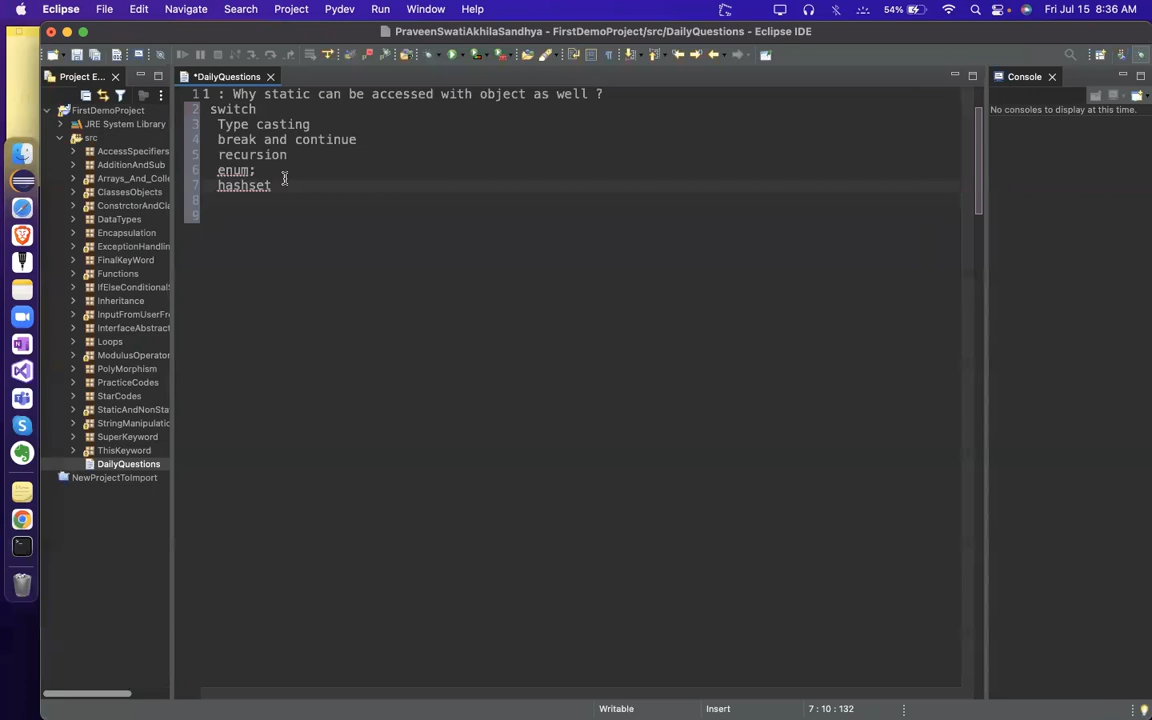 Eclipse File Edit Navigate Search Project Pydev Run Window Help 54% Fri Jul 15 8:36 AM
PraveenSwatiAkhilaSandhya - FirstDemoProject/src/DailyQuestions - Eclipse IDE
Project E...
*DailyQuestions
Console
No consoles to display at this time.
FirstDemoProject
JRE System Library
src
AccessSpecifiers
AdditionAndSub
Arrays_And_Colle
ClassesObjects
ConstrctorAndCla
DataTypes
Encapsulation
ExceptionHandlin
FinalKeyWord
Functions
IfElseConditionalS
Inheritance
InputFromUserFr
InterfaceAbstract
Loops
ModulusOperator
PolyMorphism
PracticeCodes
StarCodes
StaticAndNonSta
StringManipulatic
SuperKeyword
ThisKeyword
DailyQuestions
NewProjectToImport
1 1 : Why static can be accessed with object as well ?
2 switch
3 Type casting
4 break and continue
5 recursion
6 enum;
7 hashset
8
9
Writable Insert 7 : 10 : 132